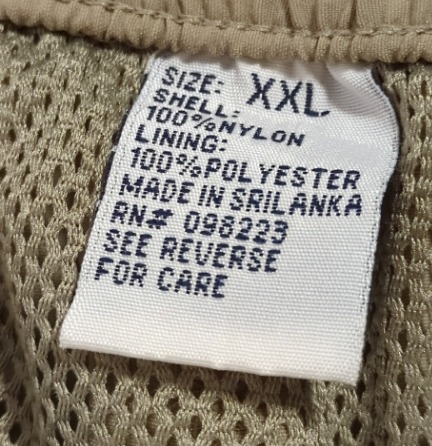 SIZE: XXL
SHELL:
100%NYLON
LINING:
100%POLYESTER
MADE IN SRILANKA
RN# 098223
SEE REVERSE
FOR CARE